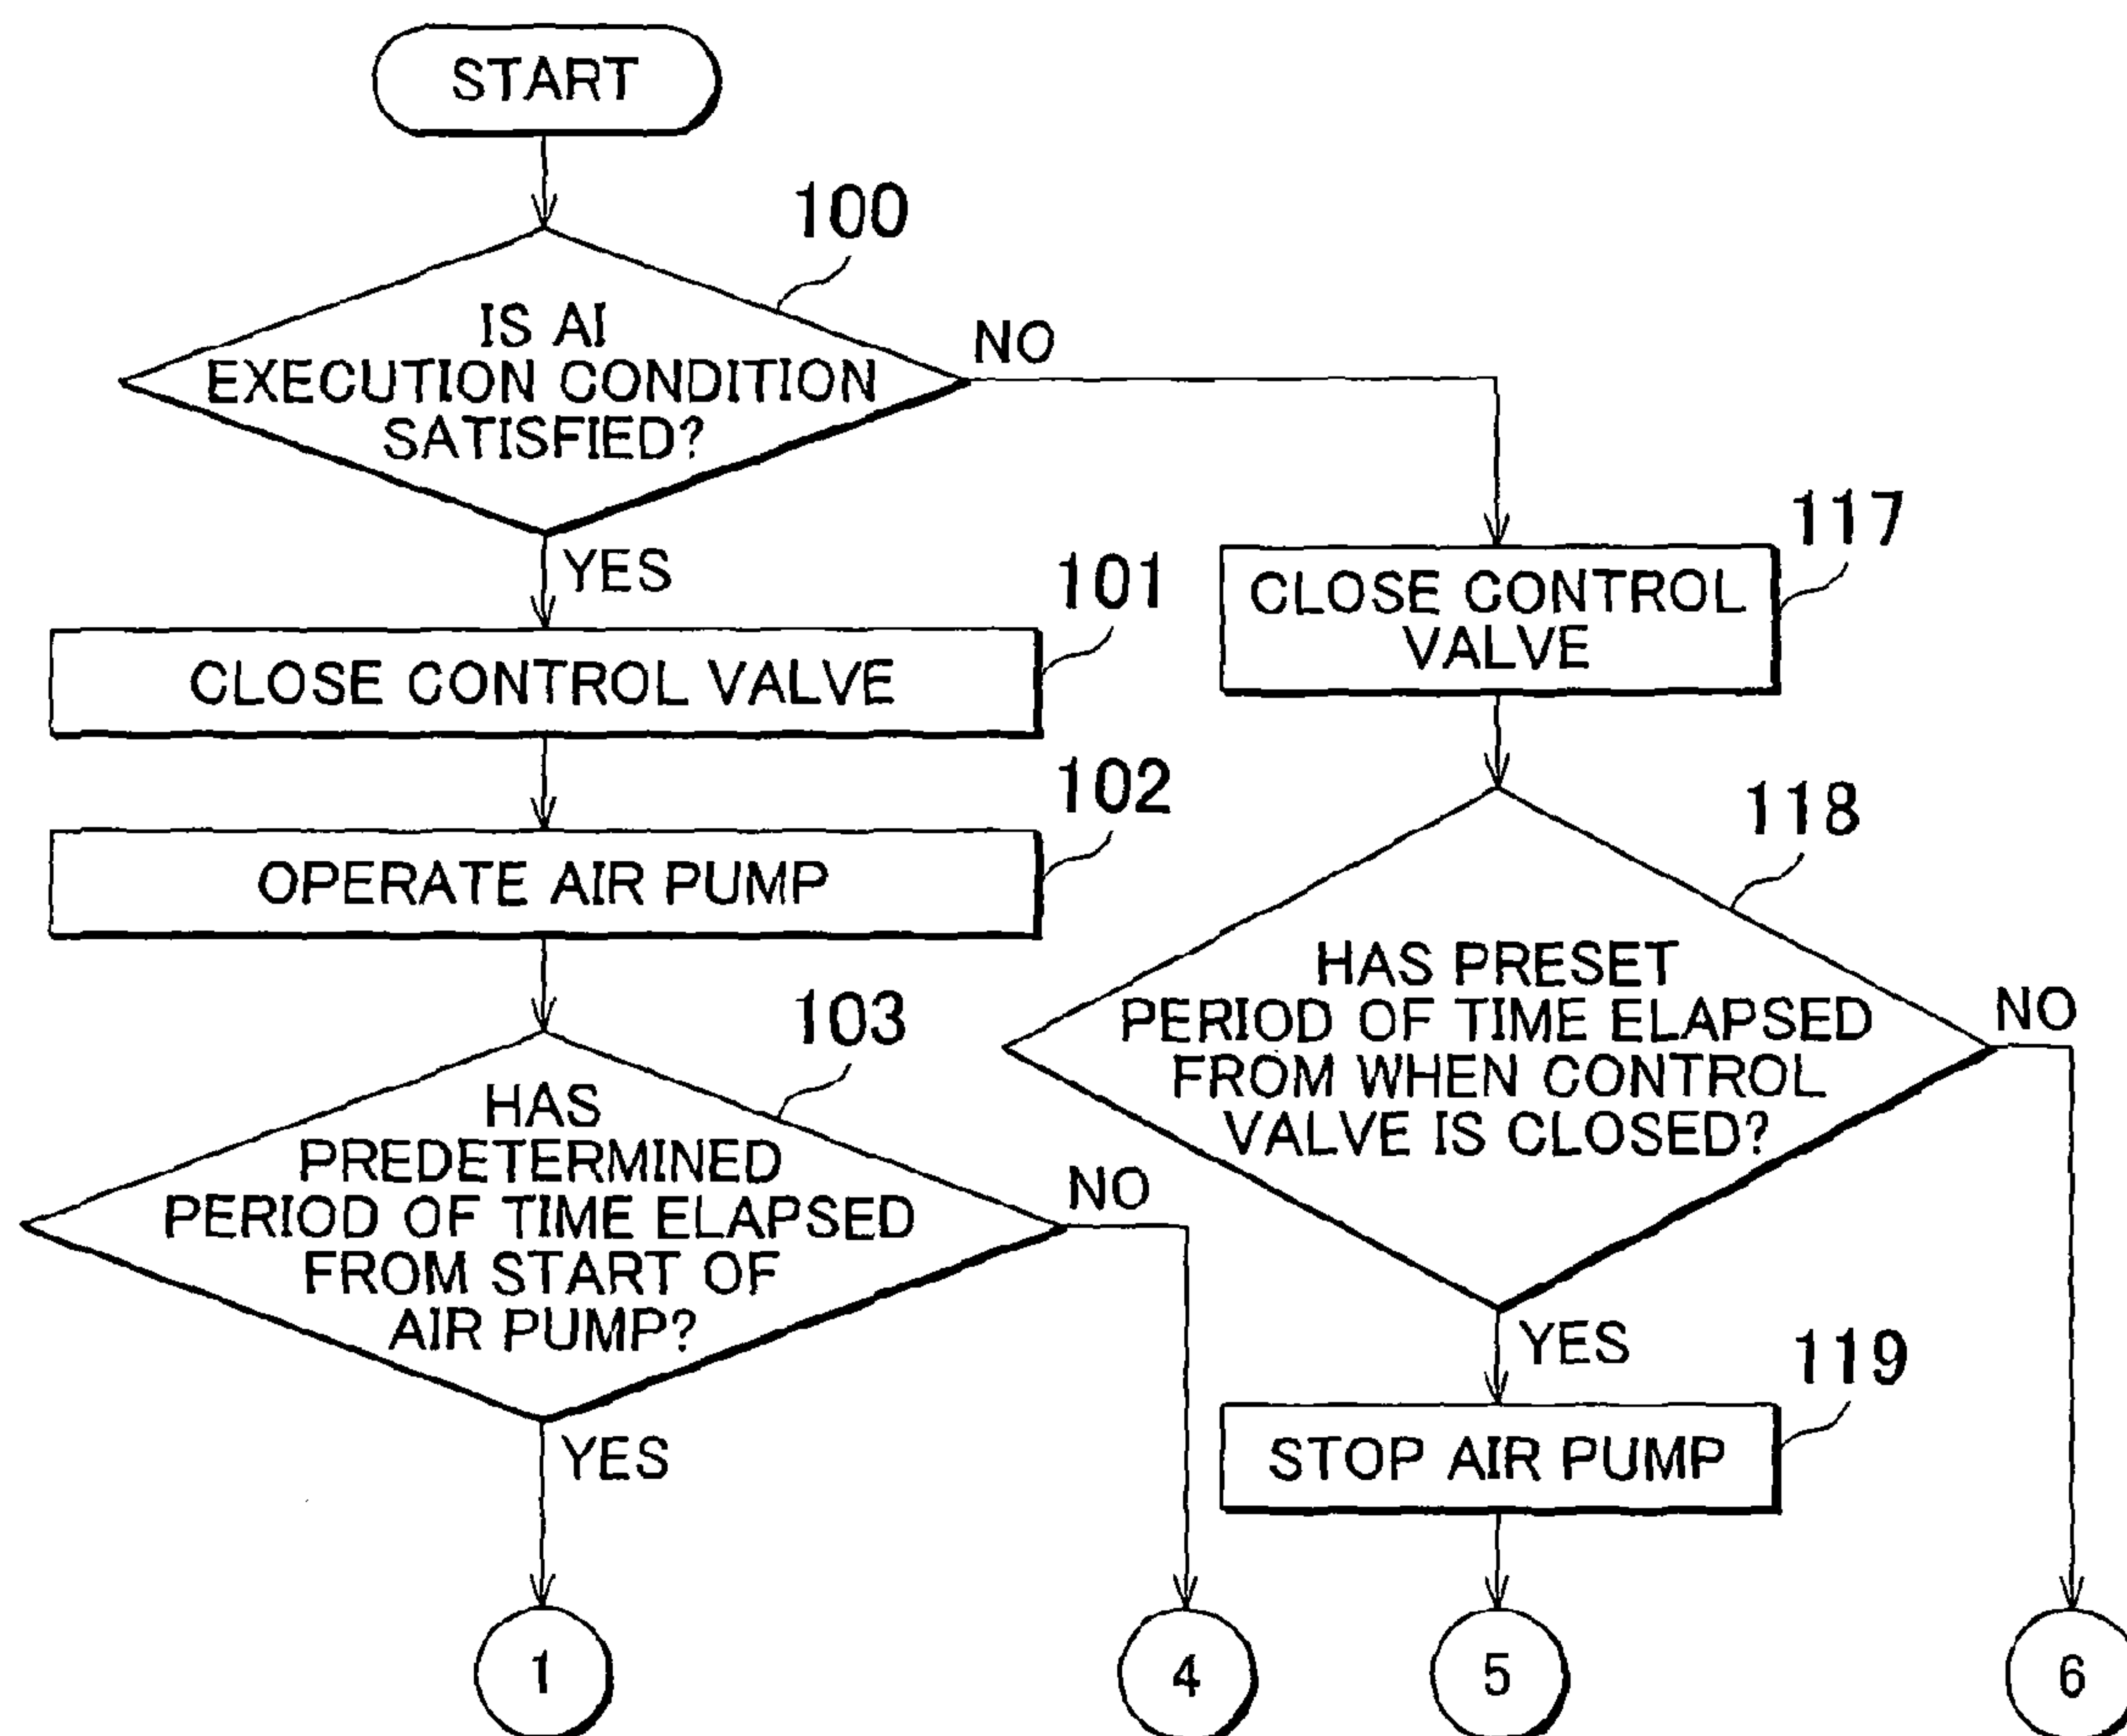 START
100
IS AI
EXECUTION CONDITION
SATISFIED?
NO
YES
101
CLOSE CONTROL VALVE
102
OPERATE AIR PUMP
103
HAS
PREDETERMINED
PERIOD OF TIME ELAPSED
FROM START OF
AIR PUMP?
NO
YES
1
4
117
CLOSE CONTROL
VALVE
118
HAS PRESET
PERIOD OF TIME ELAPSED
FROM WHEN CONTROL
VALVE IS CLOSED?
NO
YES
119
STOP AIR PUMP
5
6